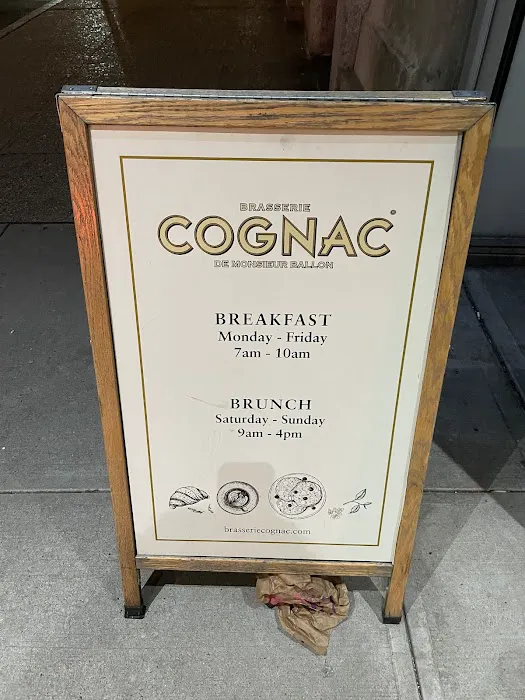 BRASSERIE
COGNAC
DE MONSIEUR BALLON
BREAKFAST
Monday - Friday
7am - 10am
BRUNCH
Saturday - Sunday
9am - 4pm
brasseriecognac.com